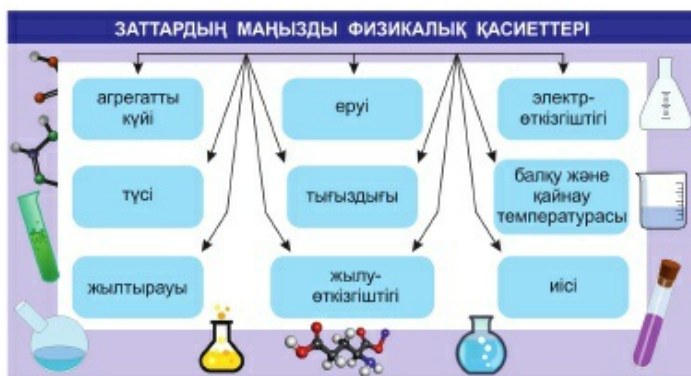 ЗАТТАРДЫҢ МАҢЫЗДЫ ФИЗИКАЛЫҚ ҚАСИЕТТЕРІ
агрегатты
күйі
еруі
электр-
өткізгіштігі
түсі
тығыздығы
балқу және
қайнау
температурасы
жылтырауы
жылу-
өткізгіштігі
иісі